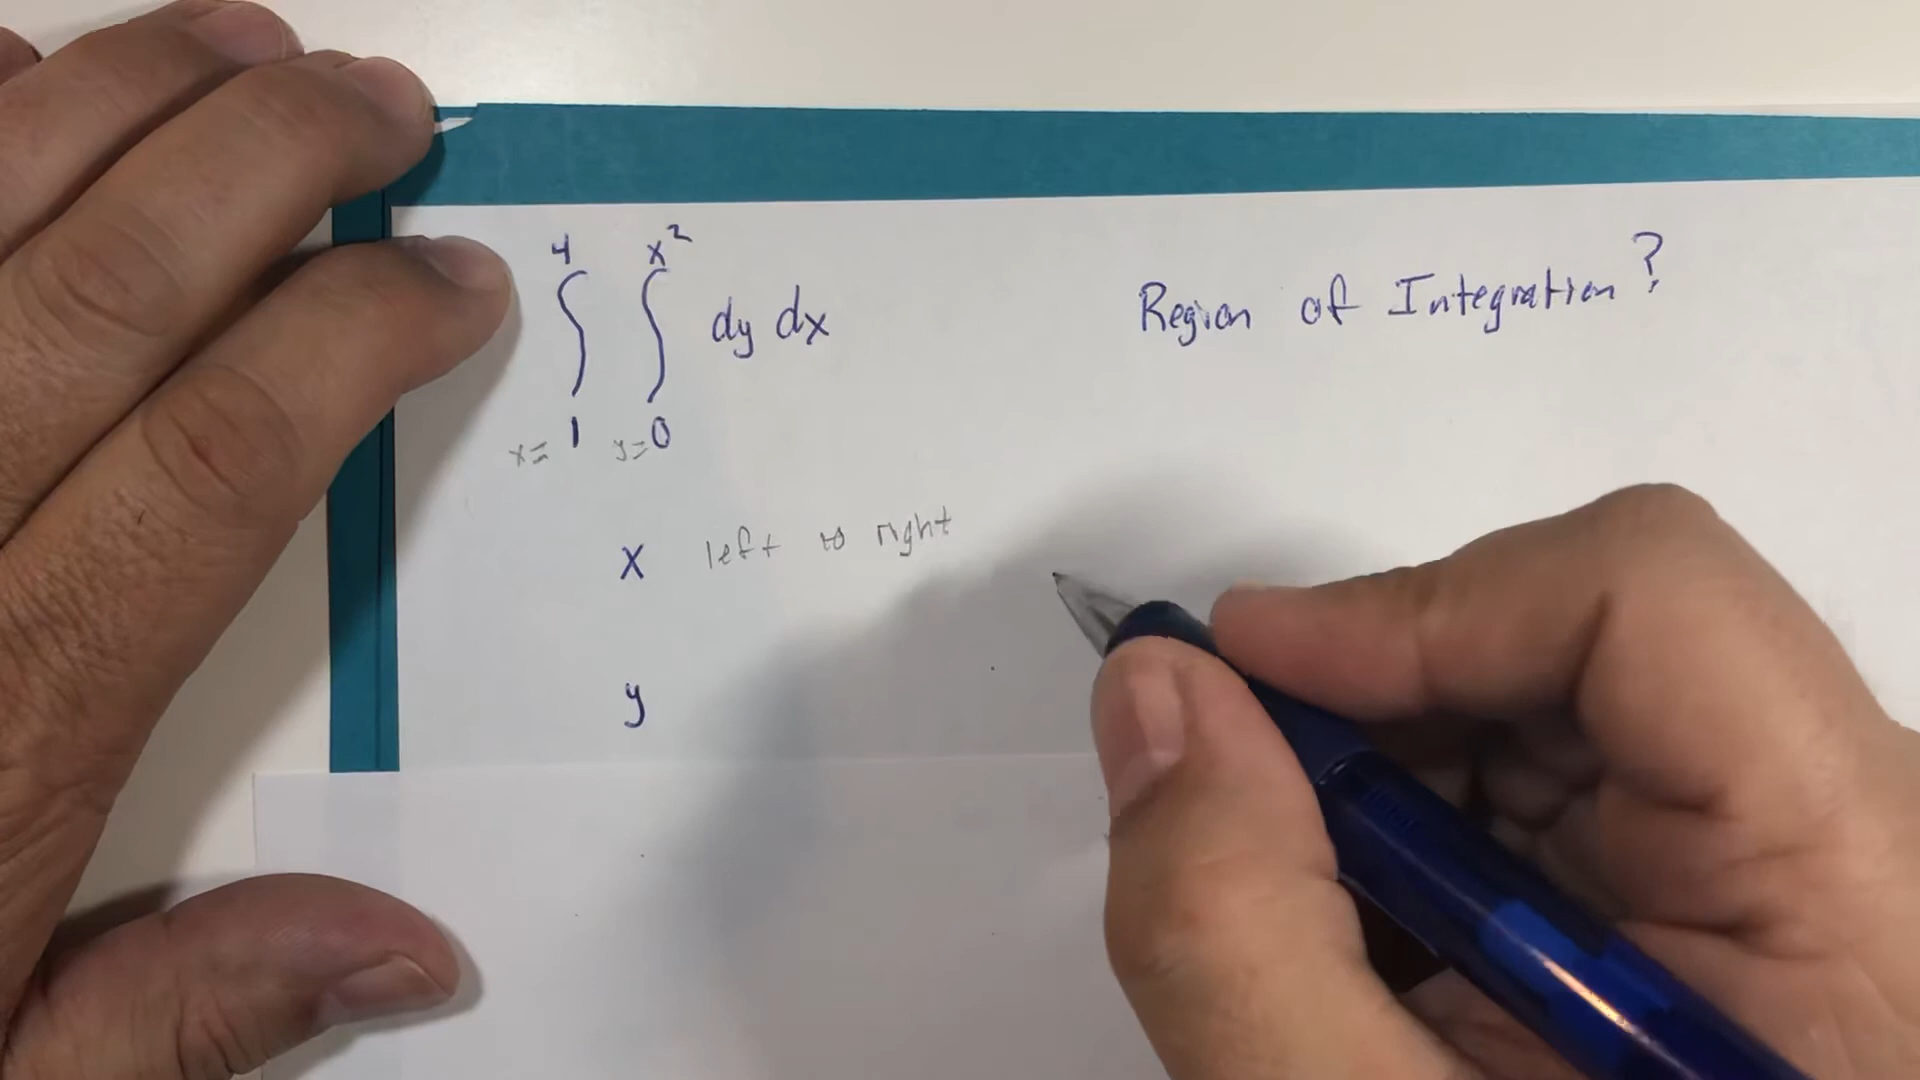 4 x²
∫ ∫ dy dx
x= 1 y= 0
Region of Integration?
x left to right
y